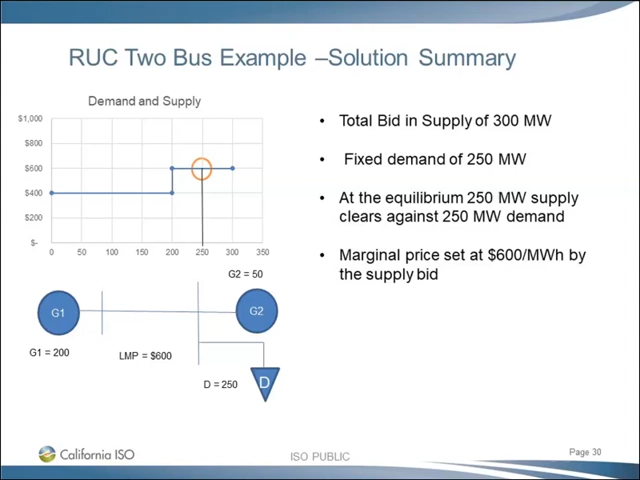 RUC Two Bus Example –Solution Summary
Demand and Supply
$1,000
$800
$600
$400
$200
$-
0 50 100 150 200 250 300 350
G2 = 50
G1
G2
G1 = 200
LMP = $600
D = 250
D
• Total Bid in Supply of 300 MW
• Fixed demand of 250 MW
• At the equilibrium 250 MW supply
clears against 250 MW demand
• Marginal price set at $600/MWh by
the supply bid
California ISO
ISO PUBLIC
Page 30